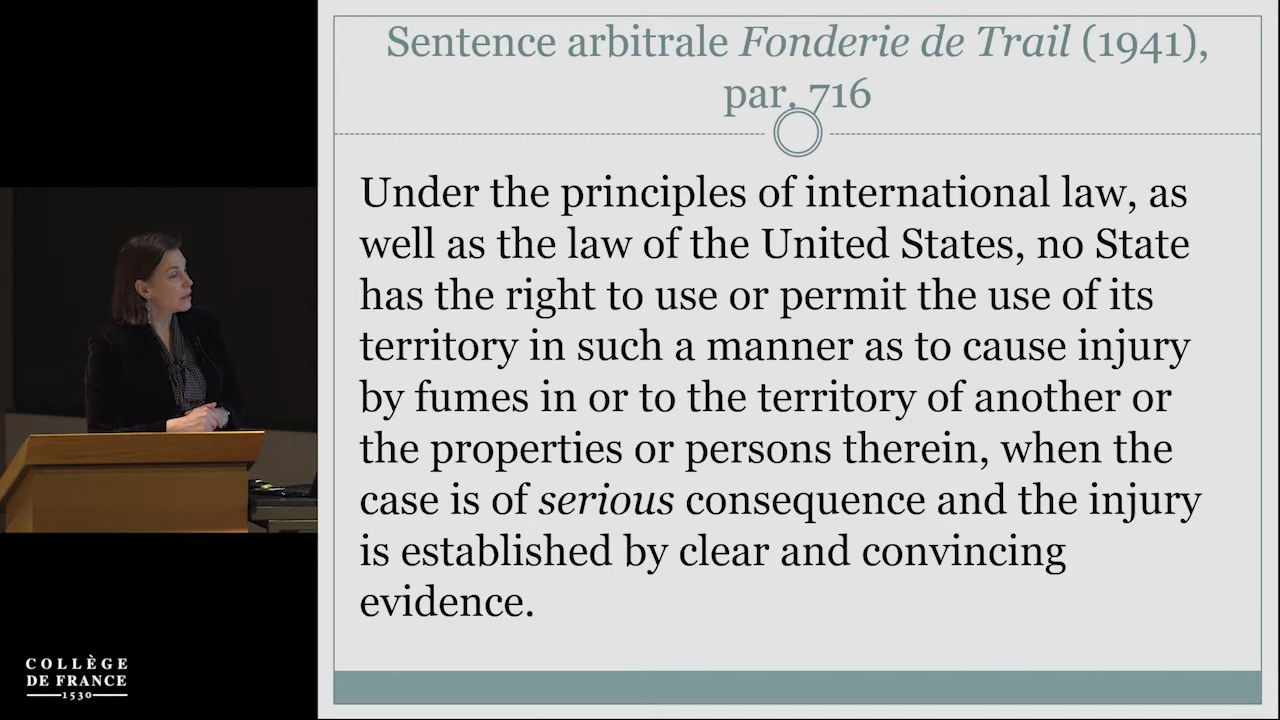 Sentence arbitrale Fonderie de Trail (1941),
par. 716
Under the principles of international law, as
well as the law of the United States, no State
has the right to use or permit the use of its
territory in such a manner as to cause injury
by fumes in or to the territory of another or
the properties or persons therein, when the
case is of serious consequence and the injury
is established by clear and convincing
evidence.
COLLÈGE
DE FRANCE
1530